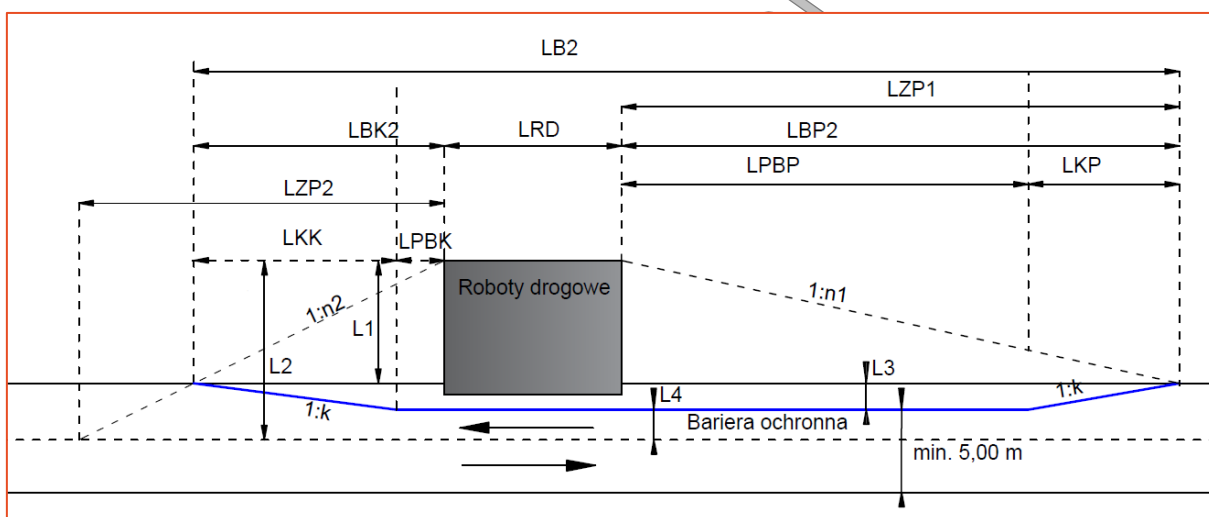 LB2
LZP1
LBK2
LRD
LBP2
LPBP
LKP
LZP2
LKK
LPBK
Roboty drogowe
1:n2
1:n1
L1
L2
L3
L4
1:k
1:k
Bariera ochronna
min. 5,00 m